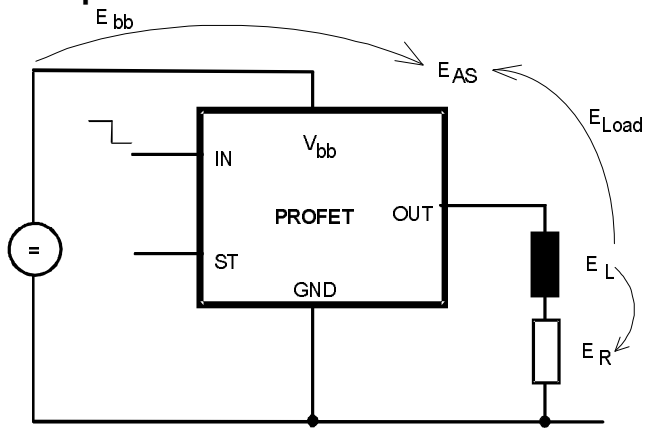 E bb
E AS
E Load
V bb
IN
PROFET
OUT
ST
E L
GND
E R
=